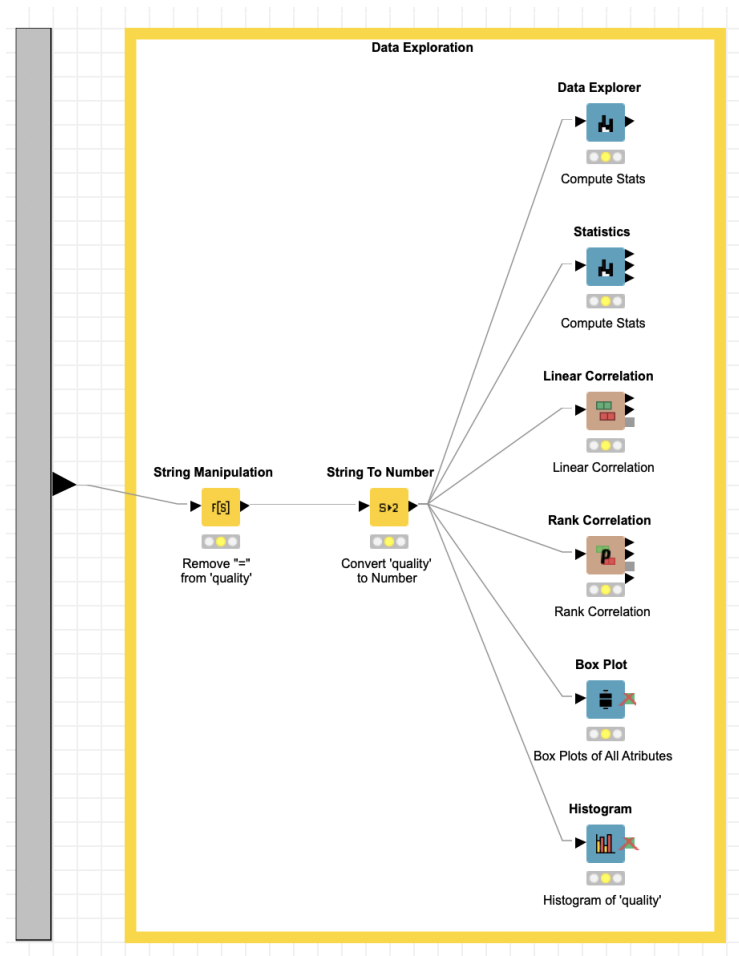 Data Exploration
Data Explorer
Compute Stats
Statistics
Compute Stats
Linear Correlation
Linear Correlation
String Manipulation
F[S]
Remove "="
from 'quality'
String To Number
S▸2
Convert 'quality'
to Number
Rank Correlation
ρ
Rank Correlation
Box Plot
Box Plots of All Atributes
Histogram
Histogram of 'quality'